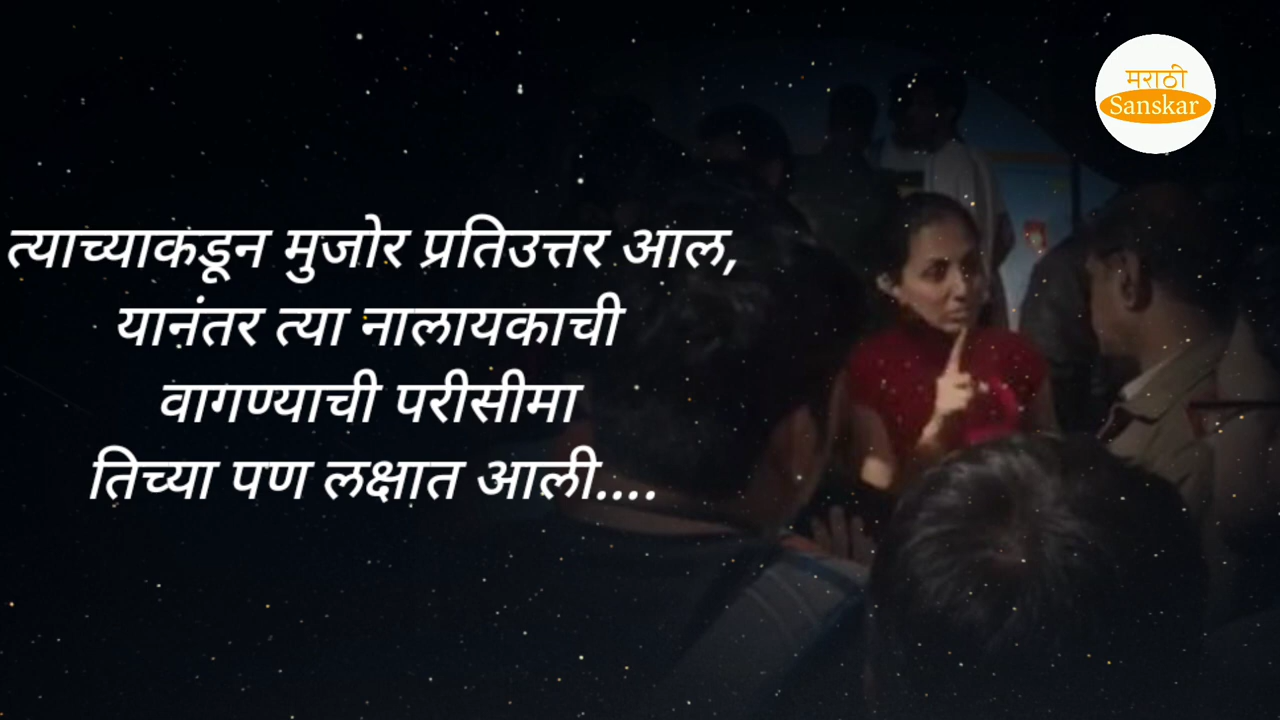 मराठी
Sanskar
त्याच्याकडून मुजोर प्रतिउत्तर आल,
यानंतर त्या नालायकाची
वागण्याची परीसीमा
तिच्या पण लक्षात आली....